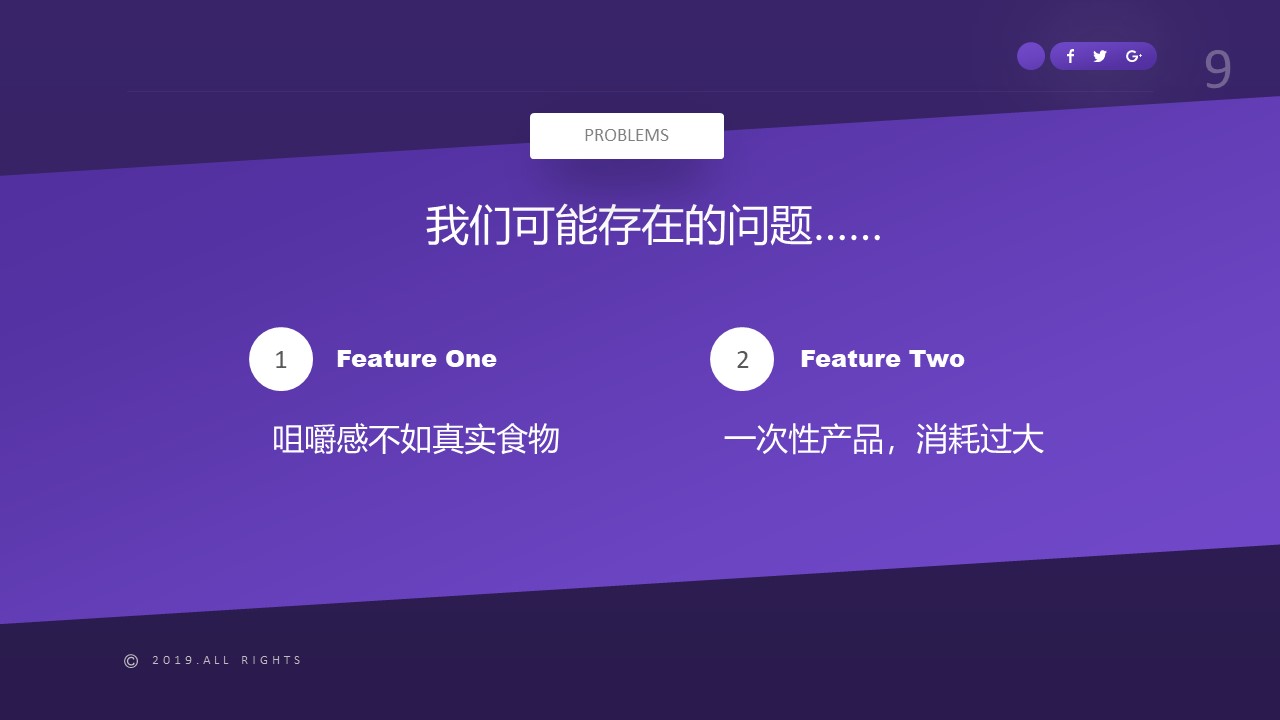 9
PROBLEMS
我们可能存在的问题……
1 Feature One
咀嚼感不如真实食物
2 Feature Two
一次性产品，消耗过大
© 2019.ALL RIGHTS